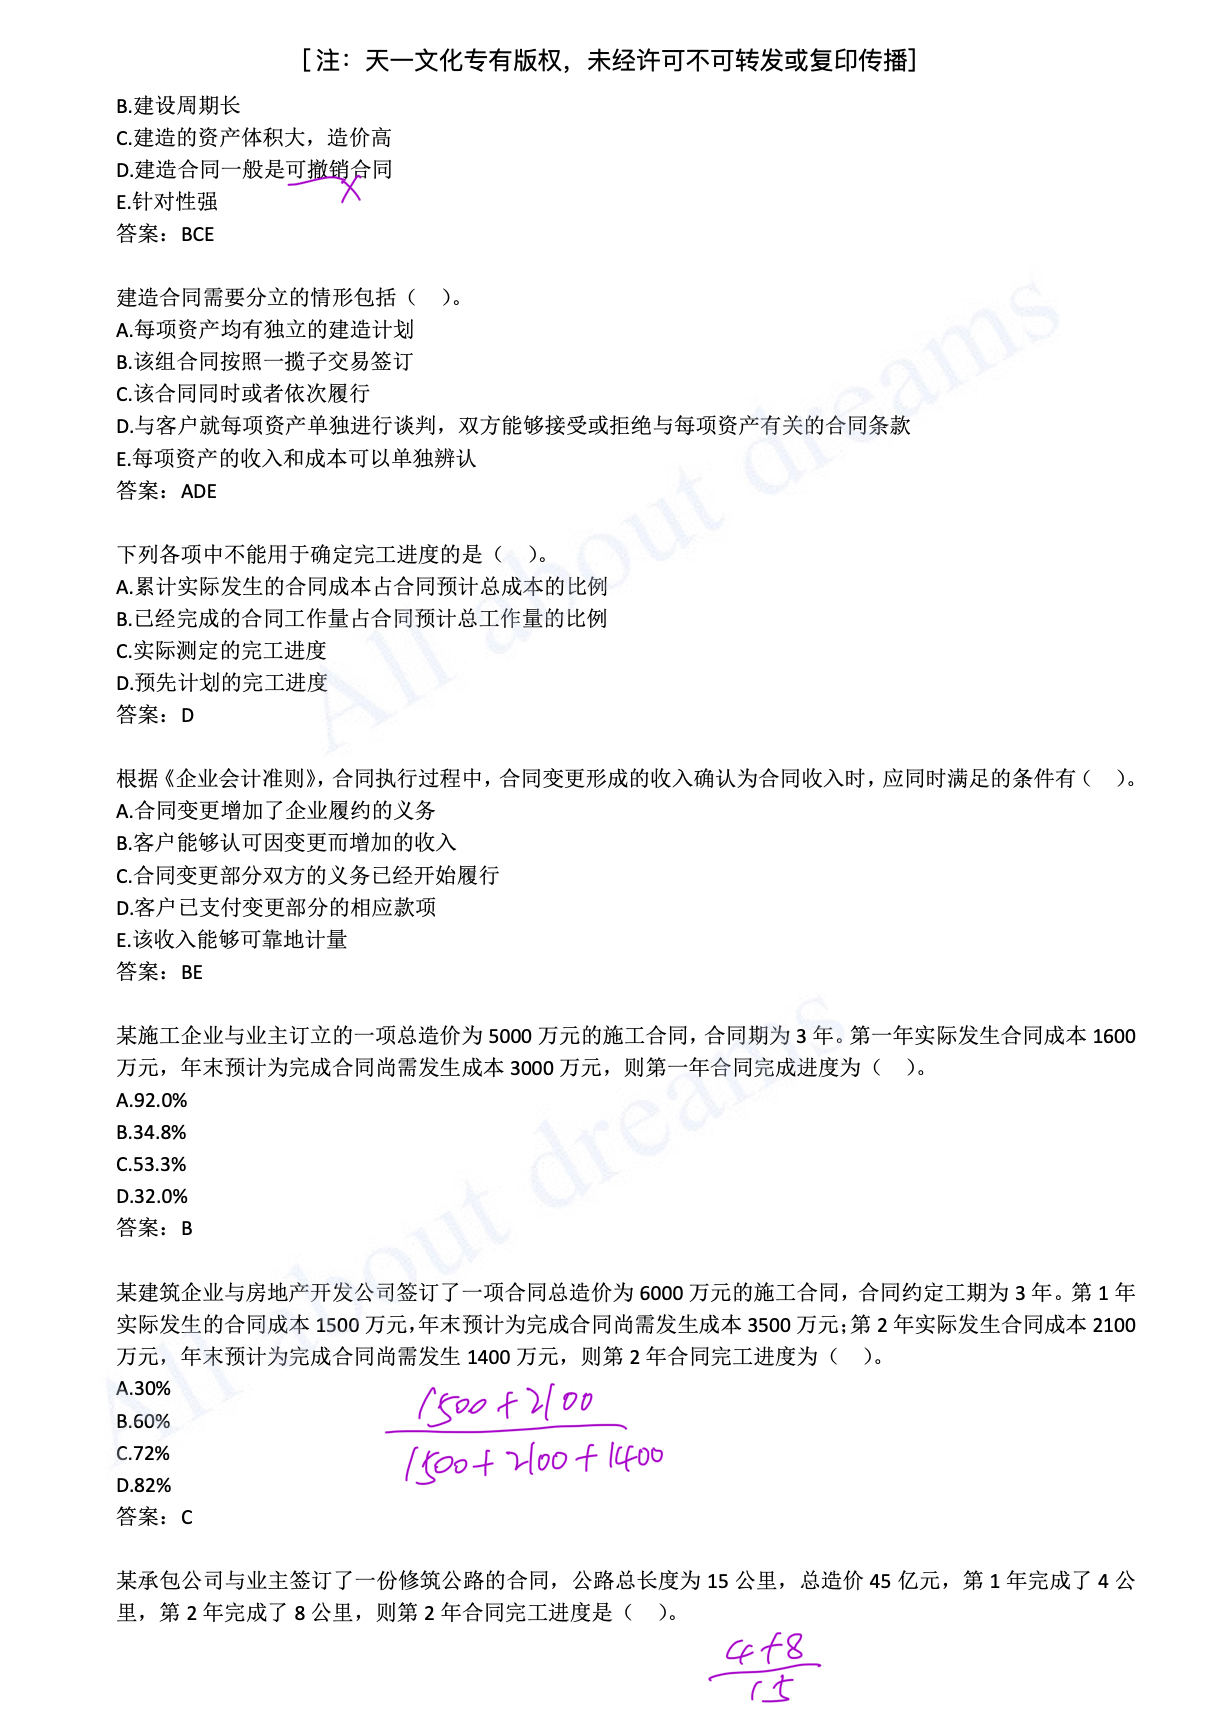 [注：天一文化专有版权，未经许可不可转发或复印传播]
B.建设周期长
C.建造的资产体积大，造价高
D.建造合同一般是可撤销合同
X
E.针对性强
答案：BCE
建造合同需要分立的情形包括（ ）。
A.每项资产均有独立的建造计划
B.该组合同按照一揽子交易签订
C.该合同同时或者依次履行
D.与客户就每项资产单独进行谈判，双方能够接受或拒绝与每项资产有关的合同条款
E.每项资产的收入和成本可以单独辨认
答案：ADE
下列各项中不能用于确定完工进度的是（ ）。
A.累计实际发生的合同成本占合同预计总成本的比例
B.已经完成的合同工作量占合同预计总工作量的比例
C.实际测定的完工进度
D.预先计划的完工进度
答案：D
All about dreams
根据《企业会计准则》，合同执行过程中，合同变更形成的收入确认为合同收入时，应同时满足的条件有（ ）。
A.合同变更增加了企业履约的义务
B.客户能够认可因变更而增加的收入
C.合同变更部分双方的义务已经开始履行
D.客户已支付变更部分的相应款项
E.该收入能够可靠地计量
答案：BE
某施工企业与业主订立的一项总造价为 5000 万元的施工合同，合同期为 3 年。第一年实际发生合同成本 1600
万元，年末预计为完成合同尚需发生成本 3000 万元，则第一年合同完成进度为（ ）。
A.92.0%
B.34.8%
C.53.3%
D.32.0%
答案：B
All about dreams
某建筑企业与房地产开发公司签订了一项合同总造价为 6000 万元的施工合同，合同约定工期为 3 年。第 1 年
实际发生的合同成本 1500 万元，年末预计为完成合同尚需发生成本 3500 万元；第 2 年实际发生合同成本 2100
万元，年末预计为完成合同尚需发生 1400 万元，则第 2 年合同完工进度为（ ）。
A.30%
B.60%
C.72%
D.82%
1500+2100
1500+2100+1400
答案：C
某承包公司与业主签订了一份修筑公路的合同，公路总长度为 15 公里，总造价 45 亿元，第 1 年完成了 4 公
里，第 2 年完成了 8 公里，则第 2 年合同完工进度是（ ）。
4+8
15